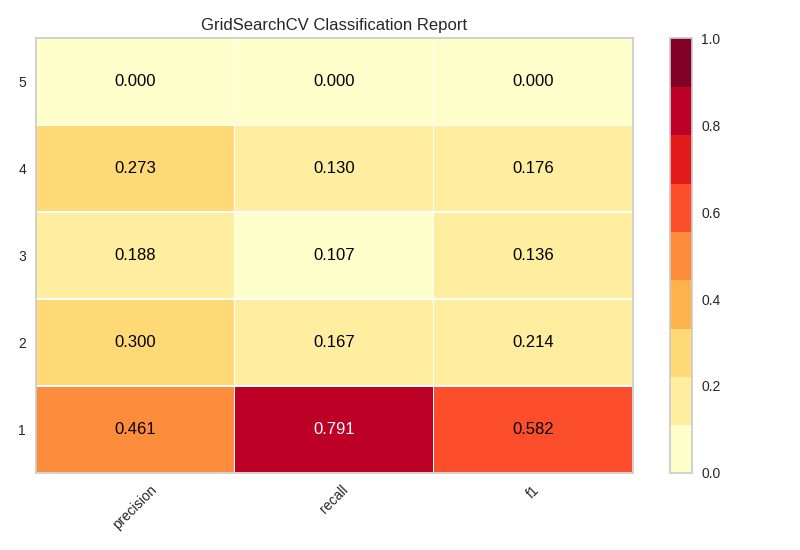 GridSearchCV Classification Report
5 0.000 0.000 0.000
4 0.273 0.130 0.176
3 0.188 0.107 0.136
2 0.300 0.167 0.214
1 0.461 0.791 0.582
precision recall f1
1.0
0.8
0.6
0.4
0.2
0.0